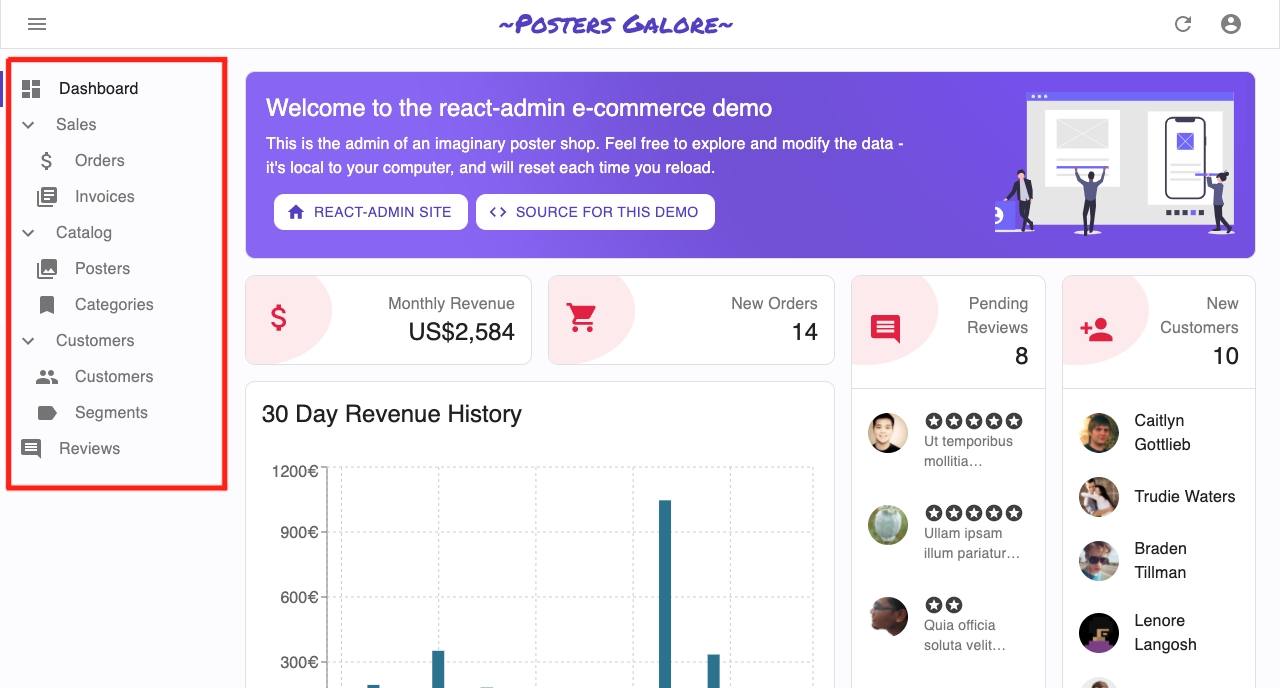 ~Posters Galore~
Dashboard
Sales
Orders
Invoices
Catalog
Posters
Categories
Customers
Customers
Segments
Reviews
Welcome to the react-admin e-commerce demo
This is the admin of an imaginary poster shop. Feel free to explore and modify the data -
it's local to your computer, and will reset each time you reload.
REACT-ADMIN SITE
SOURCE FOR THIS DEMO
Monthly Revenue
US$2,584
New Orders
14
Pending
Reviews
8
New
Customers
10
30 Day Revenue History
1200€
900€
600€
300€
Ut temporibus
mollitia…
Ullam ipsam
illum pariatur…
Quia officia
soluta velit…
Caitlyn
Gottlieb
Trudie Waters
Braden
Tillman
Lenore
Langosh